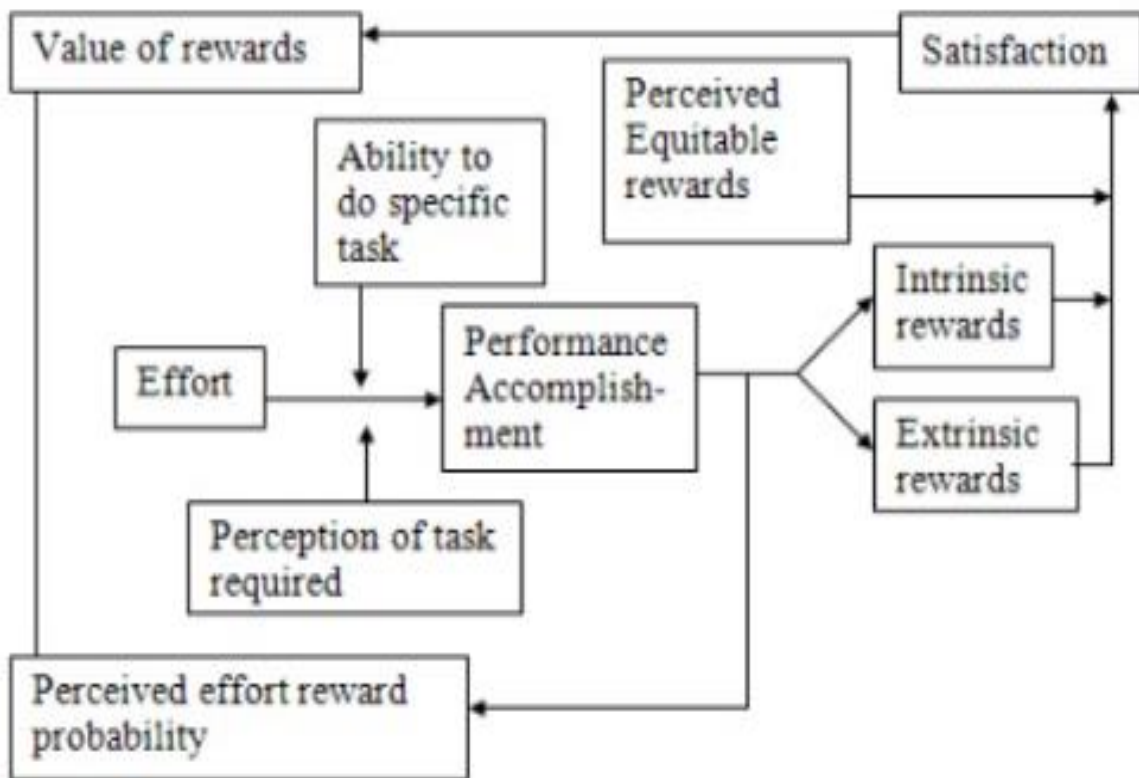 Value of rewards
Satisfaction
Perceived
Equitable
rewards
Ability to
do specific
task
Intrinsic
rewards
Performance
Accomplish-
ment
Effort
Extrinsic
rewards
Perception of task
required
Perceived effort reward
probability